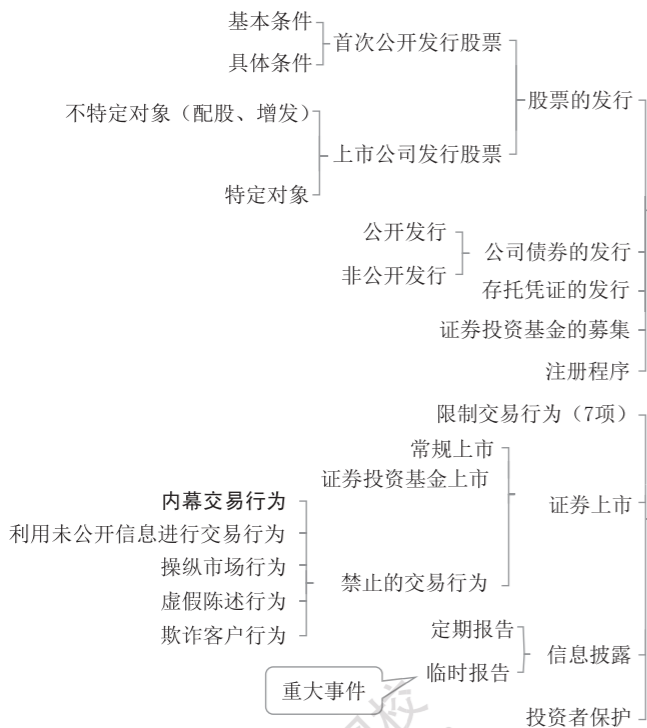 基本条件
首次公开发行股票
具体条件
股票的发行
不特定对象（配股、增发）
上市公司发行股票
特定对象
公开发行
公司债券的发行
非公开发行
存托凭证的发行
证券投资基金的募集
注册程序
限制交易行为（7项）
常规上市
证券投资基金上市
内幕交易行为
证券上市
利用未公开信息进行交易行为
操纵市场行为
禁止的交易行为
虚假陈述行为
欺诈客户行为
定期报告
信息披露
临时报告
重大事件
投资者保护